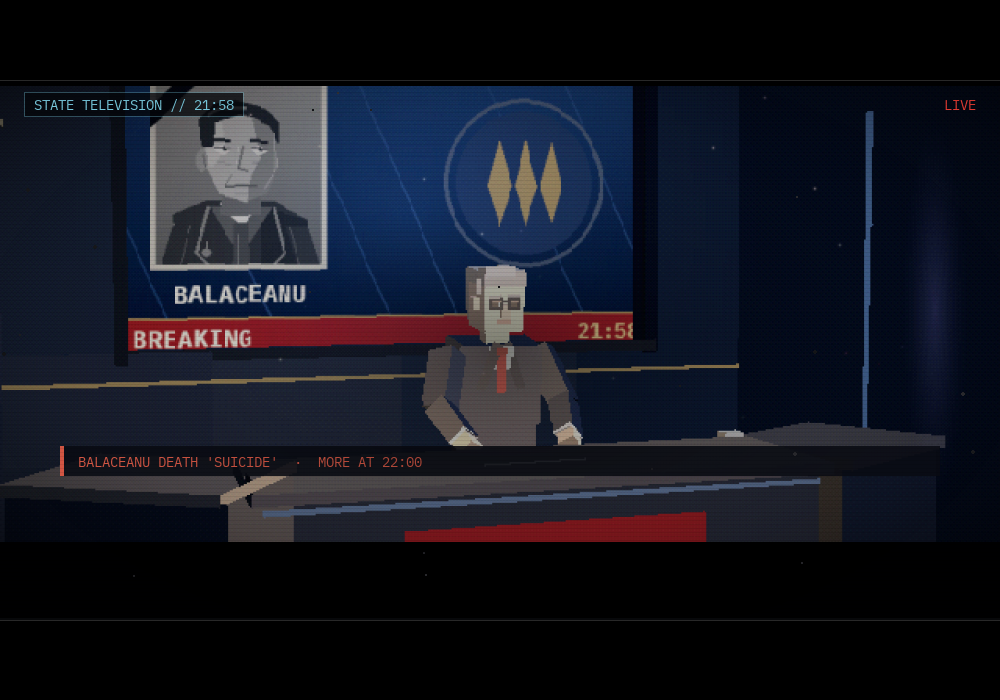 STATE TELEVISION // 21:58
LIVE
BALACEANU
BREAKING
21:58
BALACEANU DEATH 'SUICIDE' · MORE AT 22:00